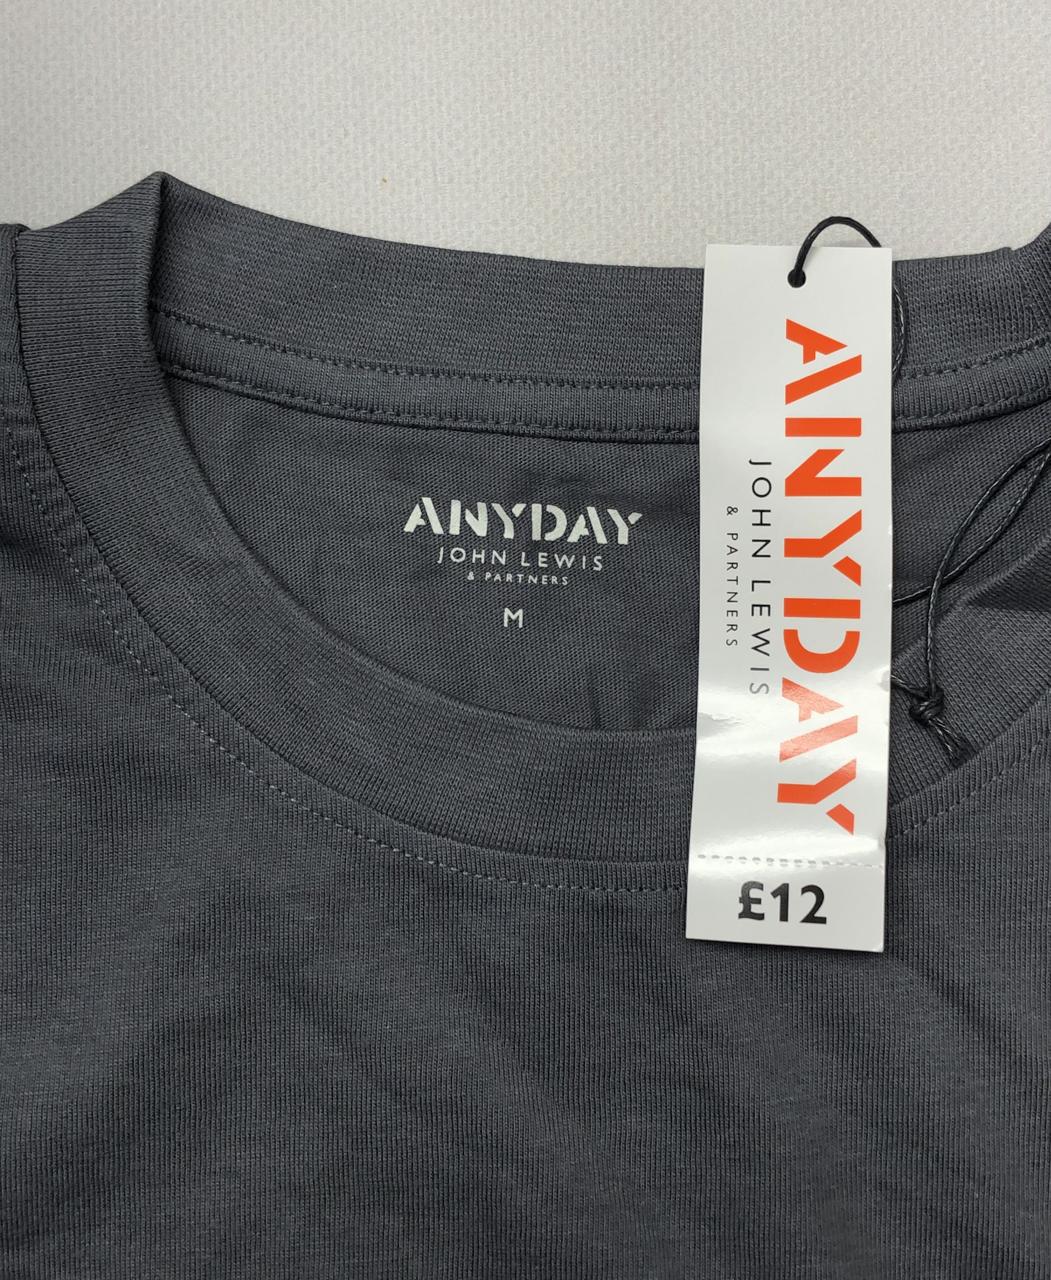 ANYDAY
JOHN LEWIS
& PARTNERS
M
ANYDAY
JOHN LEWIS
& PARTNERS
£12